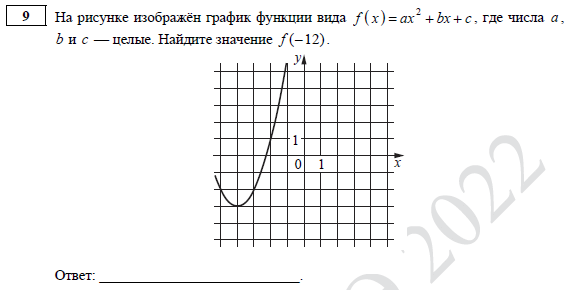 9 На рисунке изображён график функции вида f(x)=ax²+bx+c, где числа a,
b и c — целые. Найдите значение f(−12).
y
1
0 1 x
Ответ: ___________________________.
2022